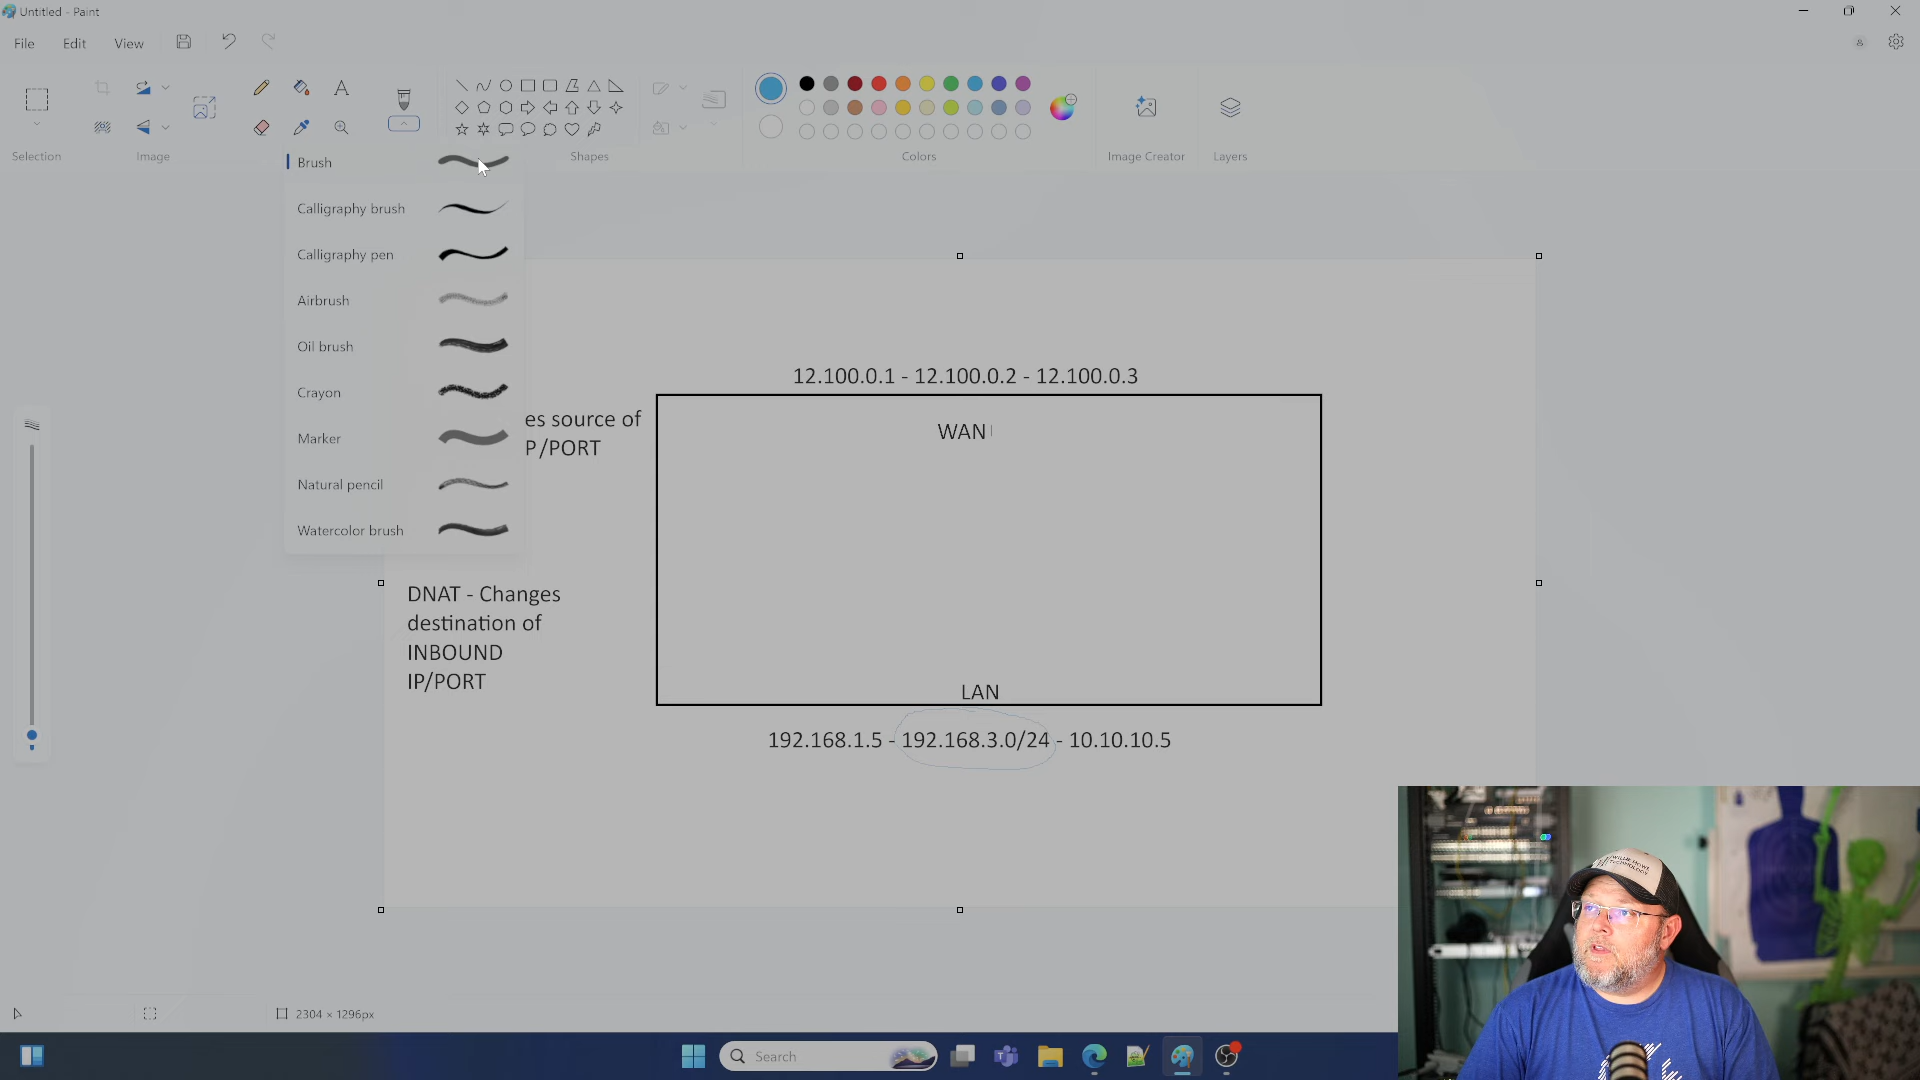 Untitled - Paint
File Edit View
Selection Image Shapes Colors Image Creator Layers
Brush
Calligraphy brush
Calligraphy pen
Airbrush
Oil brush
Crayon
Marker
Natural pencil
Watercolor brush
12.100.0.1 - 12.100.0.2 - 12.100.0.3
es source of
P/PORT
WAN
DNAT - Changes
destination of
INBOUND
IP/PORT
LAN
192.168.1.5 - 192.168.3.0/24 - 10.10.10.5
2304 × 1296px
Search
WILLIE HOWE
TECHNOLOGY